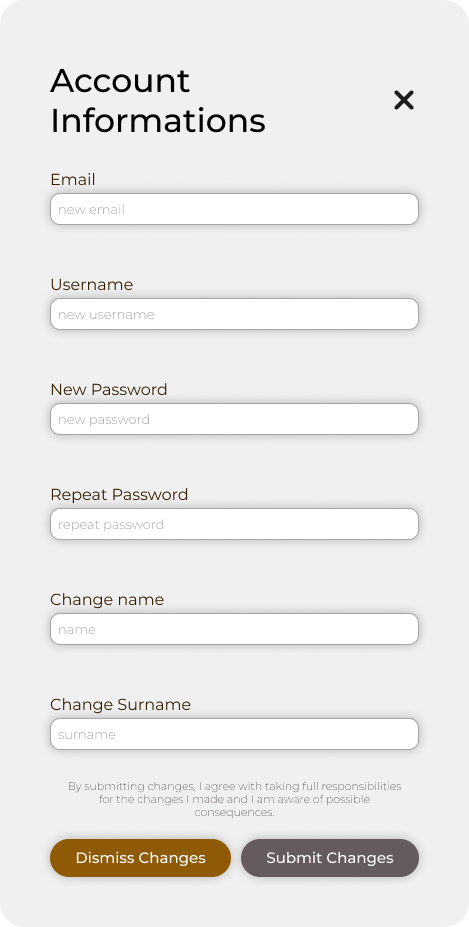 Account
Informations
Email
new email
Username
new username
New Password
new password
Repeat Password
repeat password
Change name
name
Change Surname
surname
By submitting changes, I agree with taking full responsibilities
for the changes I made and I am aware of possible
consequences.
Dismiss Changes
Submit Changes